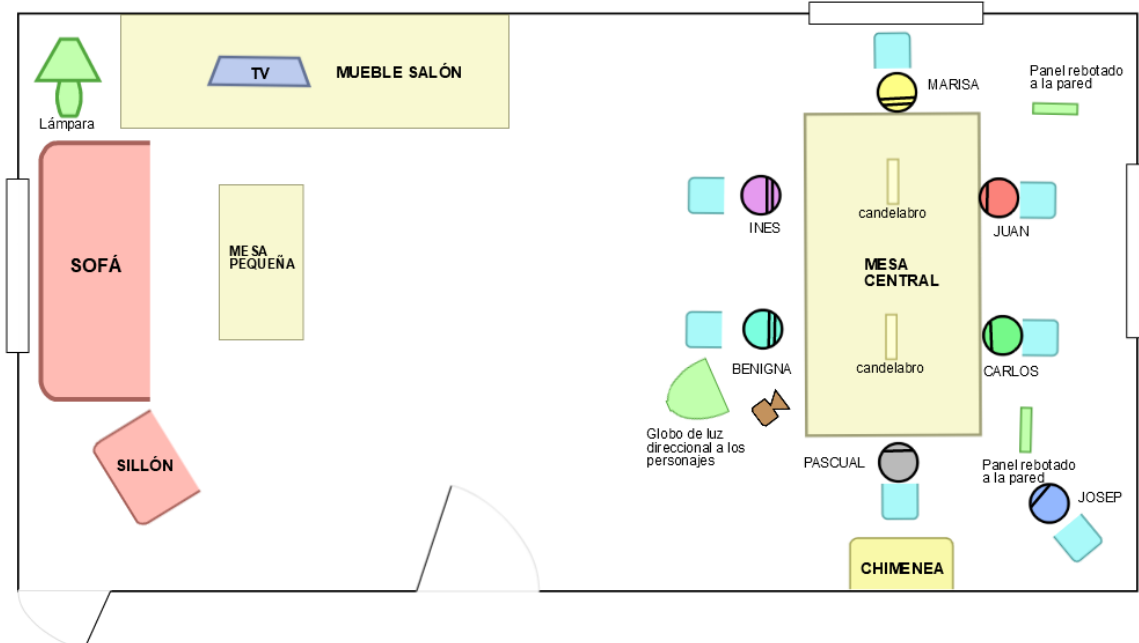 Lámpara
TV
MUEBLE SALÓN
SOFÁ
MESA
PEQUEÑA
SILLÓN
MARISA
Panel rebotado
a la pared
INES
candelabro
JUAN
MESA
CENTRAL
BENIGNA
candelabro
CARLOS
Globo de luz
direccional a los
personajes
PASCUAL
Panel rebotado
a la pared
JOSEP
CHIMENEA